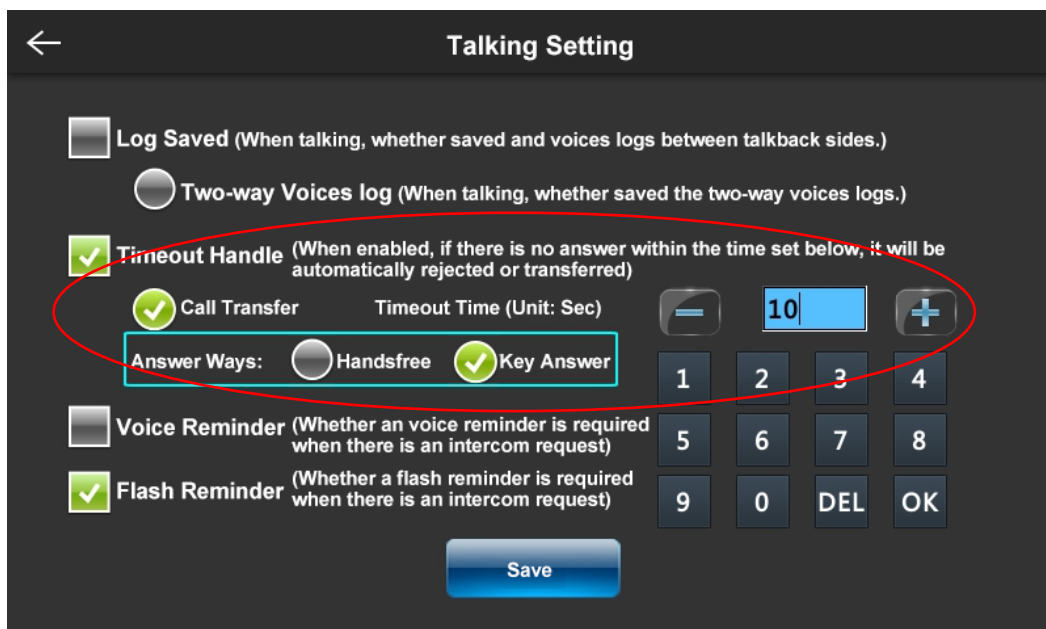 Talking Setting
Log Saved (When talking, whether saved and voices logs between talkback sides.)
Two-way Voices log (When talking, whether saved the two-way voices logs.)
Timeout Handle (When enabled, if there is no answer within the time set below, it will be
automatically rejected or transferred)
Call Transfer Timeout Time (Unit: Sec) 10
Answer Ways: Handsfree Key Answer
1 2 3 4
Voice Reminder (Whether an voice reminder is required
when there is an intercom request)
5 6 7 8
Flash Reminder (Whether a flash reminder is required
when there is an intercom request)
9 0 DEL OK
Save